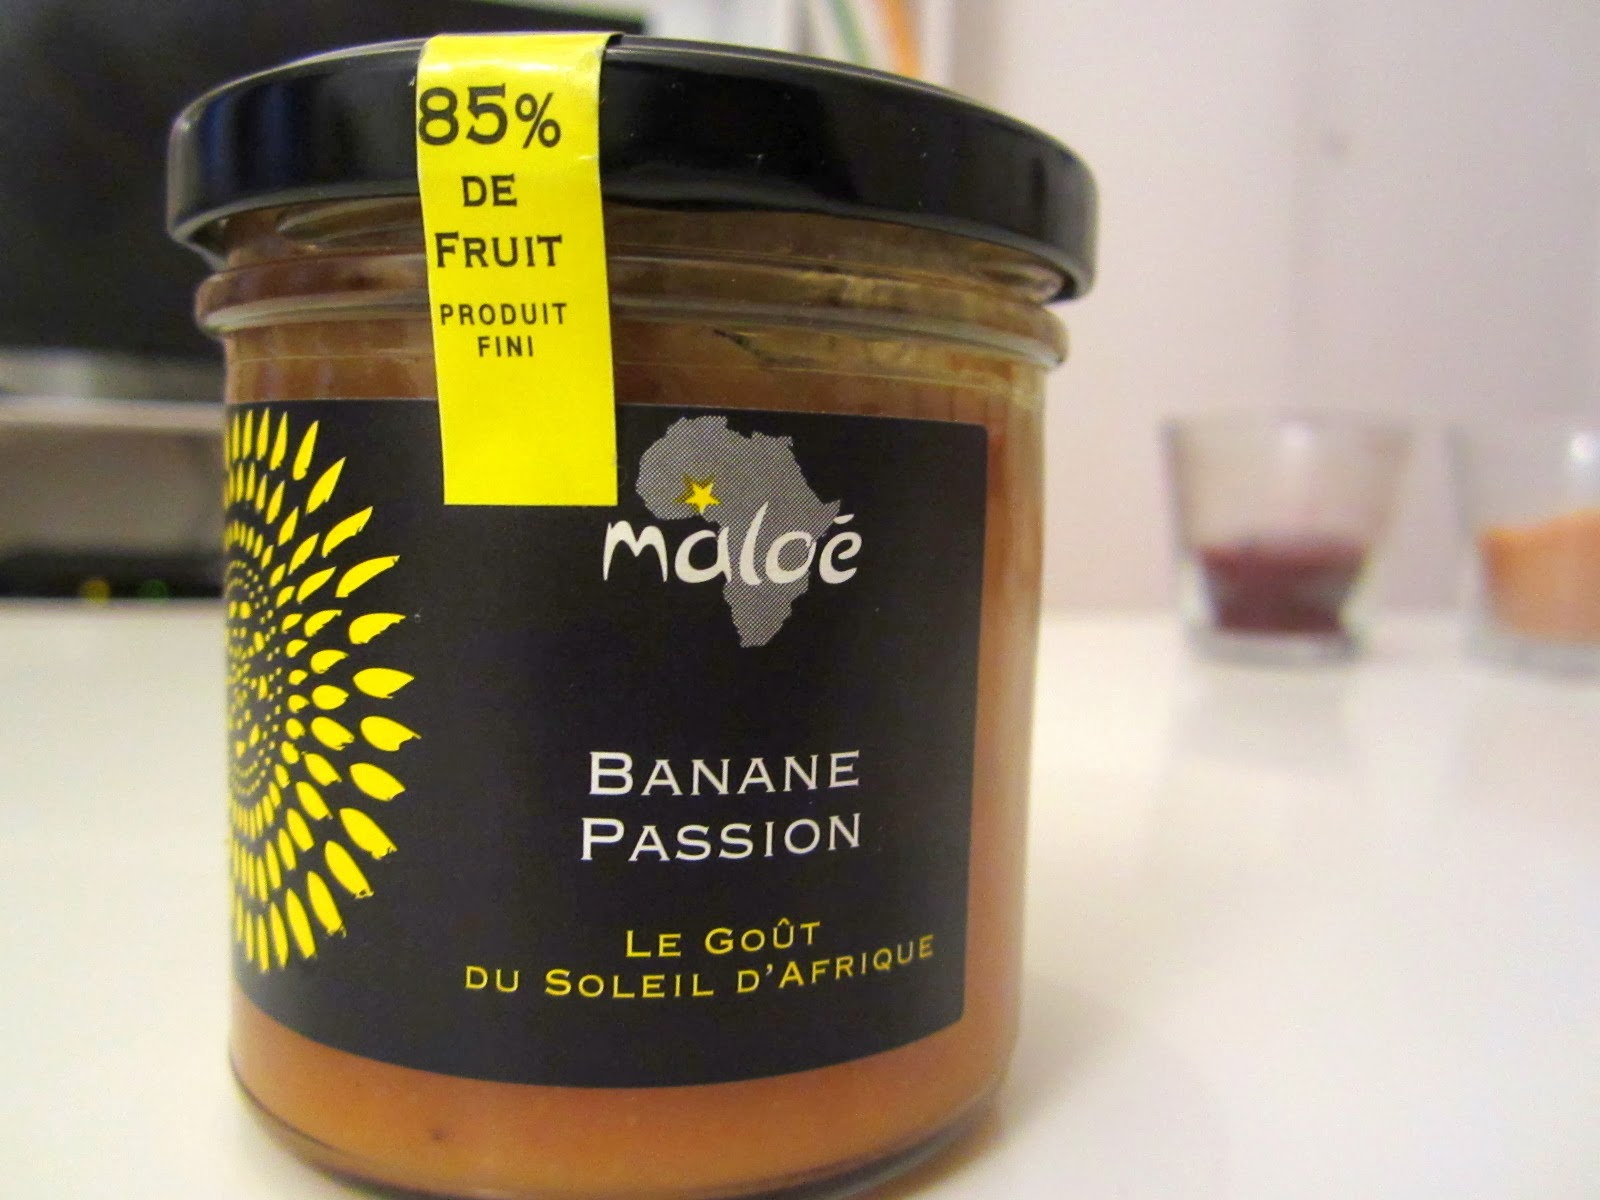 85%
DE
FRUIT
PRODUIT
FINI
maloé
BANANE
PASSION
LE GOÛT
DU SOLEIL D'AFRIQUE